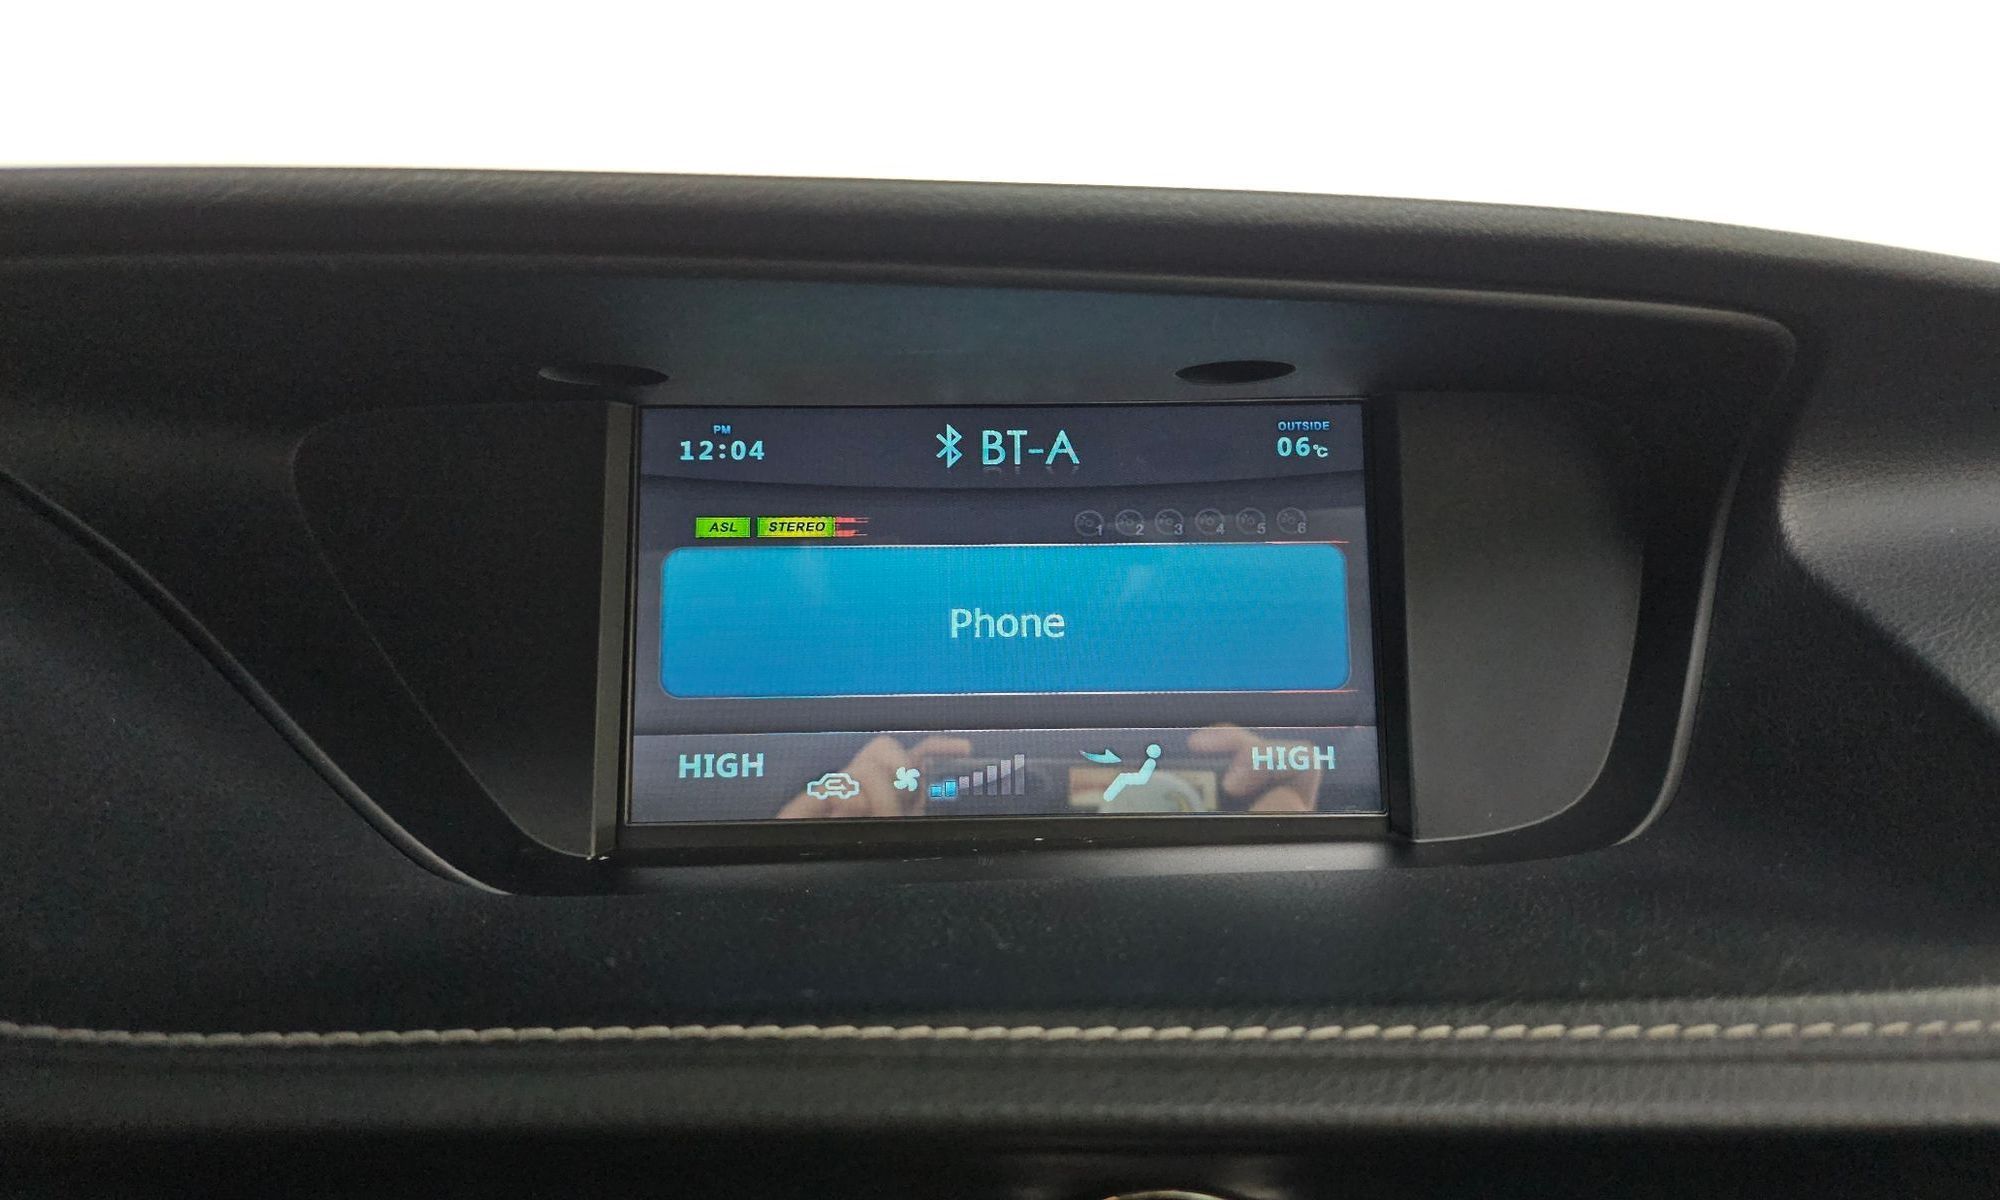 PM
12:04
BT-A
OUTSIDE
06℃
ASL STEREO
1 2 3 4 5 6
Phone
HIGH HIGH